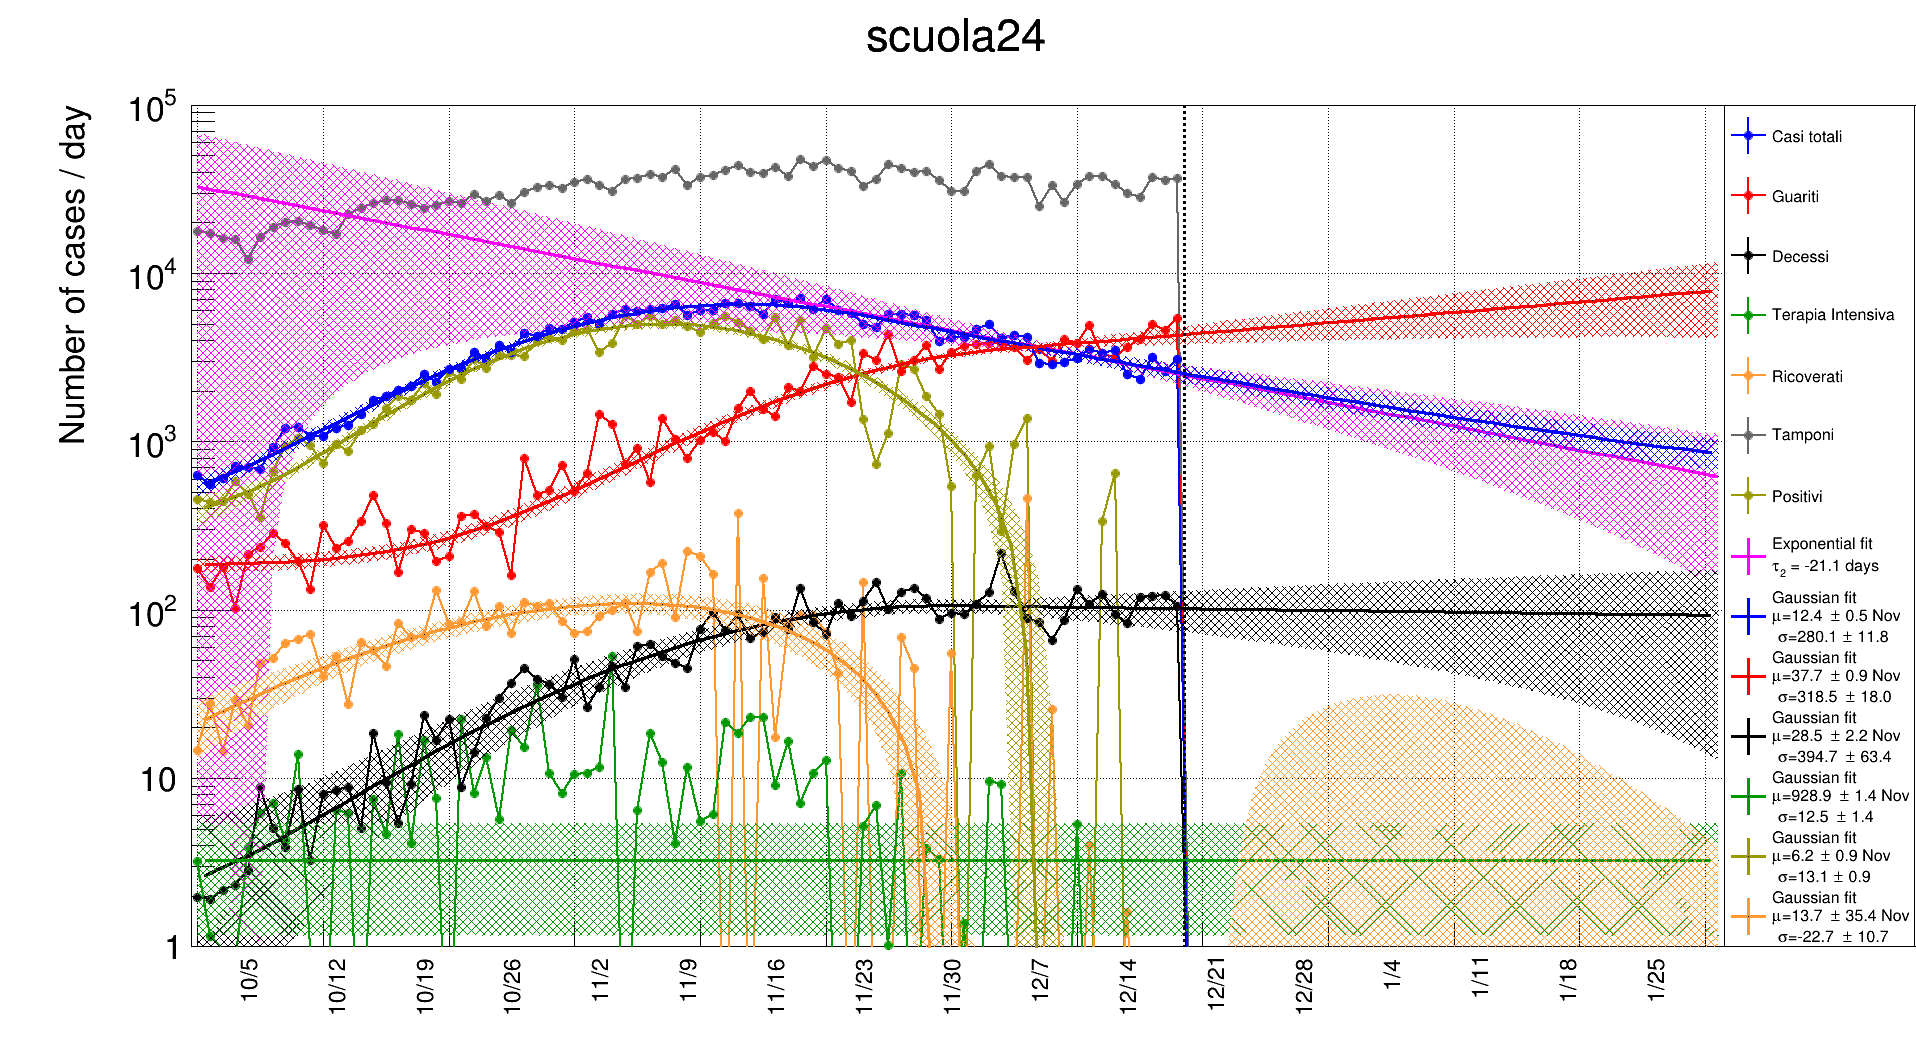 scuola24
Number of cases / day
10^5
10^4
10^3
10^2
10
1
10/5
10/12
10/19
10/26
11/2
11/9
11/16
11/23
11/30
12/7
12/14
12/21
12/28
1/4
1/11
1/18
1/25
Casi totali
Guariti
Decessi
Terapia Intensiva
Ricoverati
Tamponi
Positivi
Exponential fit
τ₂ = -21.1 days
Gaussian fit
μ=12.4 ± 0.5 Nov
σ=280.1 ± 11.8
Gaussian fit
μ=37.7 ± 0.9 Nov
σ=318.5 ± 18.0
Gaussian fit
μ=28.5 ± 2.2 Nov
σ=394.7 ± 63.4
Gaussian fit
μ=928.9 ± 1.4 Nov
σ=12.5 ± 1.4
Gaussian fit
μ=6.2 ± 0.9 Nov
σ=13.1 ± 0.9
Gaussian fit
μ=13.7 ± 35.4 Nov
σ=-22.7 ± 10.7